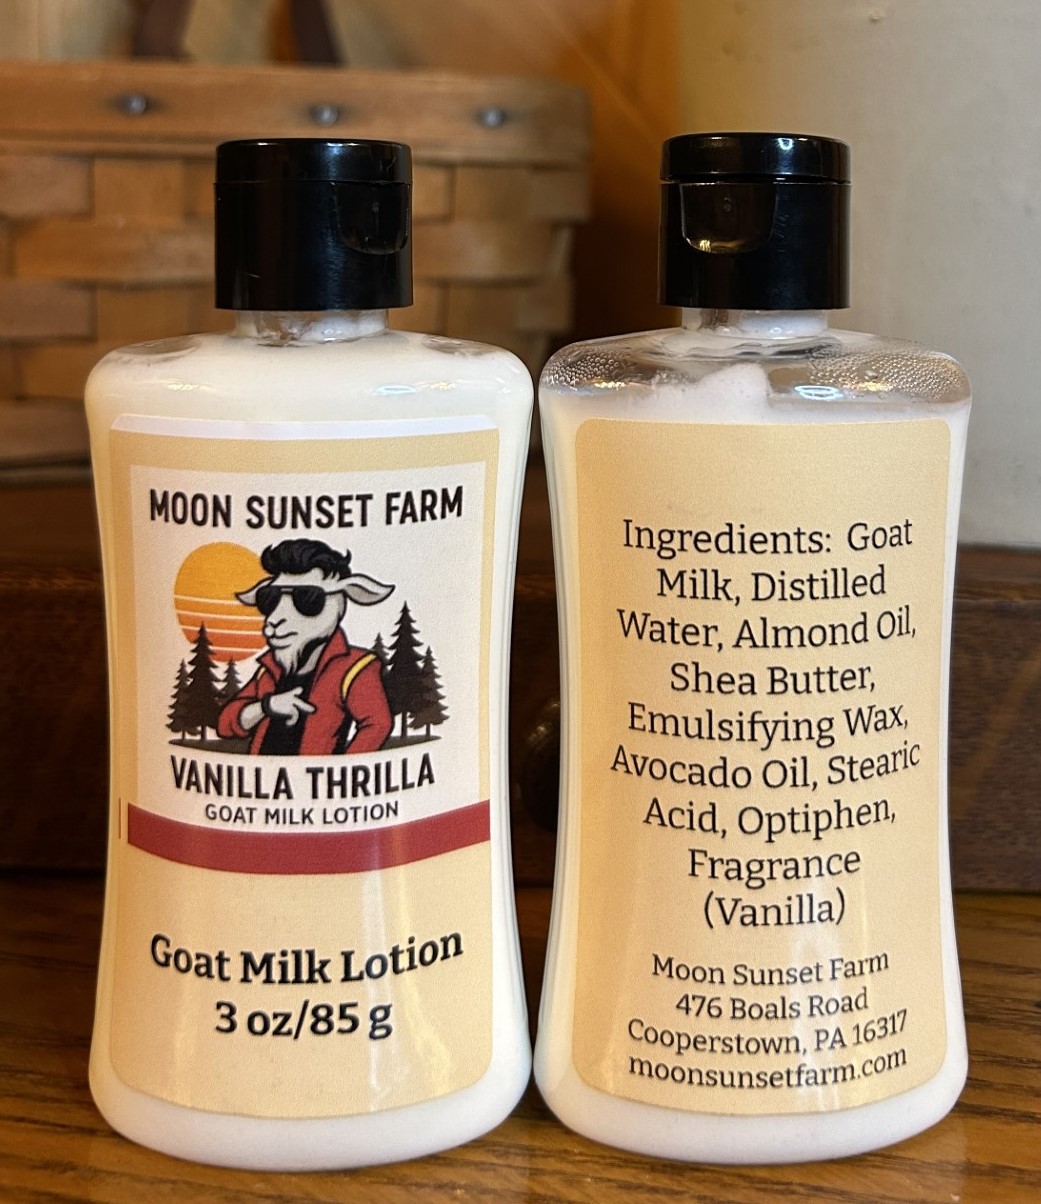 MOON SUNSET FARM
VANILLA THRILLA
GOAT MILK LOTION
Goat Milk Lotion
3 oz/85 g
Ingredients: Goat
Milk, Distilled
Water, Almond Oil,
Shea Butter,
Emulsifying Wax,
Avocado Oil, Stearic
Acid, Optiphen,
Fragrance
(Vanilla)
Moon Sunset Farm
476 Boals Road
Cooperstown, PA 16317
moonsunsetfarm.com